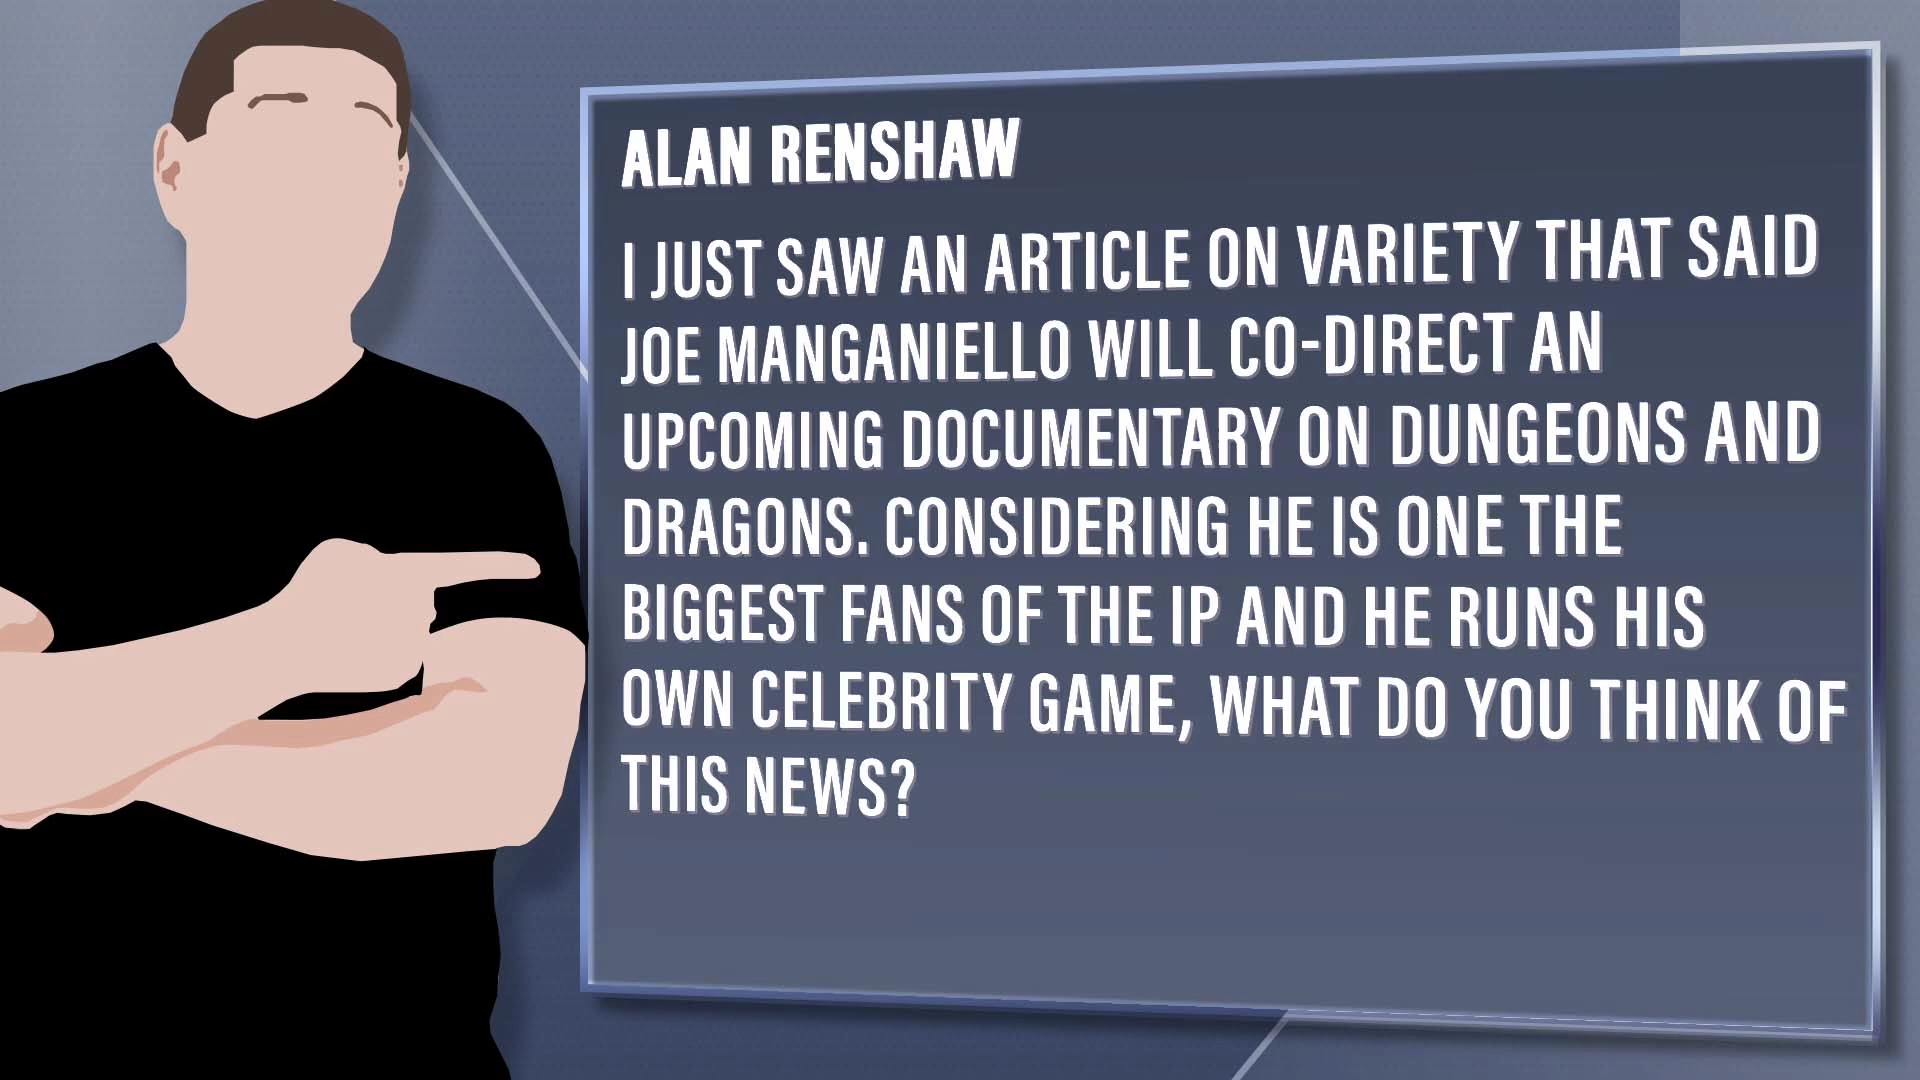 ALAN RENSHAW
I JUST SAW AN ARTICLE ON VARIETY THAT SAID
JOE MANGANIELLO WILL CO-DIRECT AN
UPCOMING DOCUMENTARY ON DUNGEONS AND
DRAGONS. CONSIDERING HE IS ONE THE
BIGGEST FANS OF THE IP AND HE RUNS HIS
OWN CELEBRITY GAME, WHAT DO YOU THINK OF
THIS NEWS?